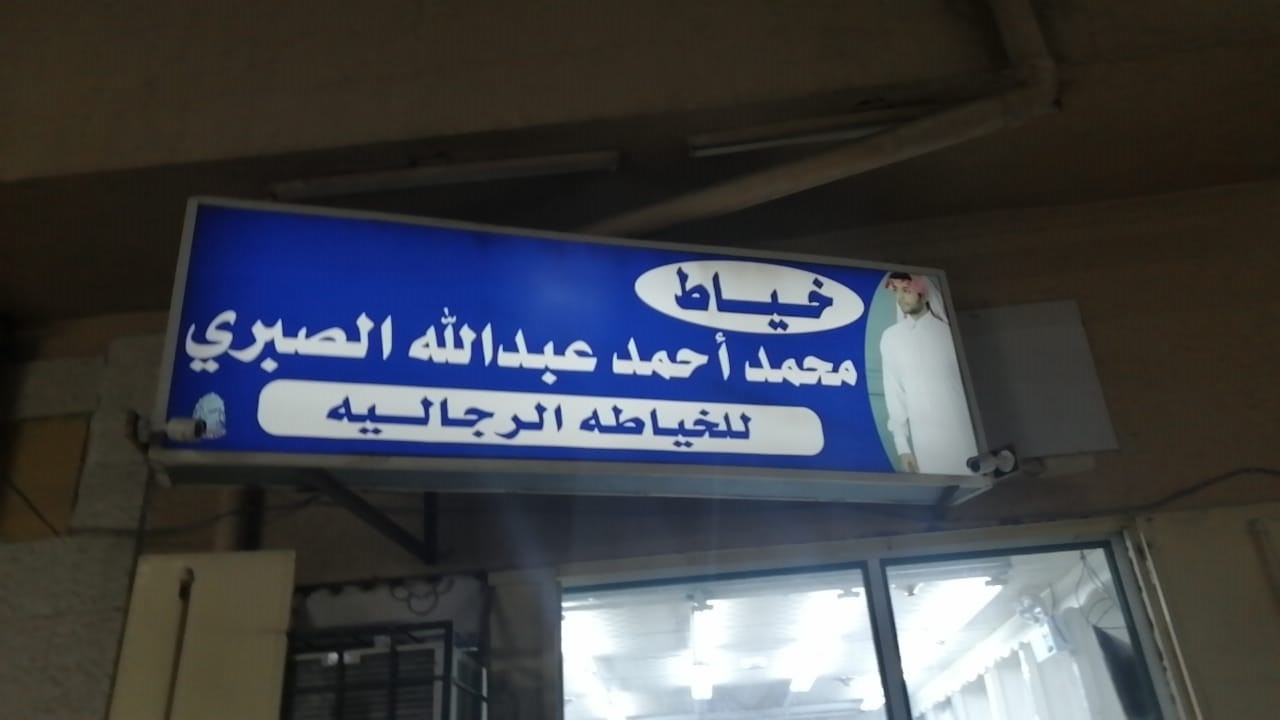 خياط
محمد أحمد عبدالله الصبري
للخياطه الرجاليه